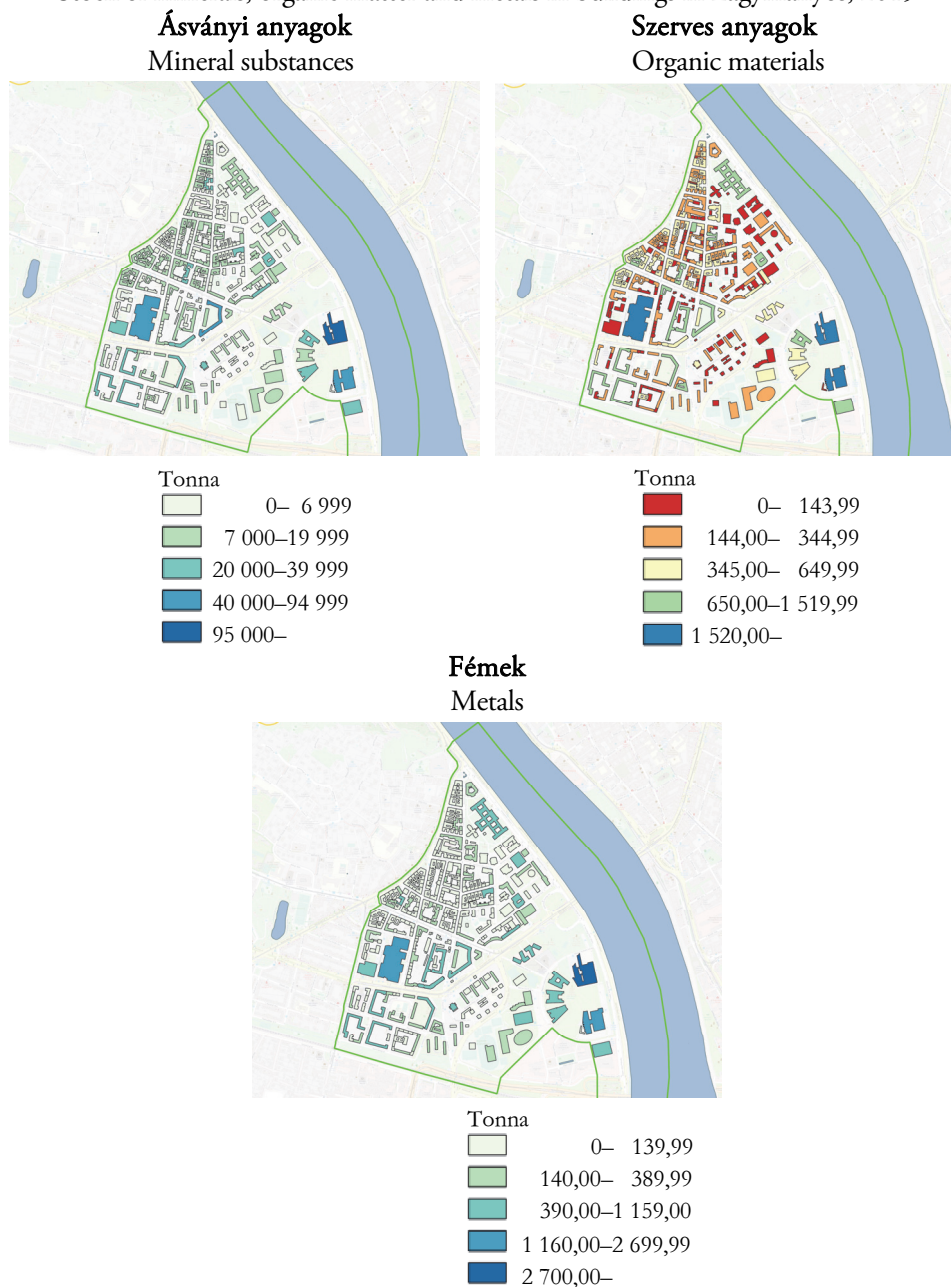 Ásványi anyagok
Mineral substances
Szerves anyagok
Organic materials
Tonna
0– 6 999
7 000–19 999
20 000–39 999
40 000–94 999
95 000–
Tonna
0– 143,99
144,00– 344,99
345,00– 649,99
650,00–1 519,99
1 520,00–
Fémek
Metals
Tonna
0– 139,99
140,00– 389,99
390,00–1 159,00
1 160,00–2 699,99
2 700,00–